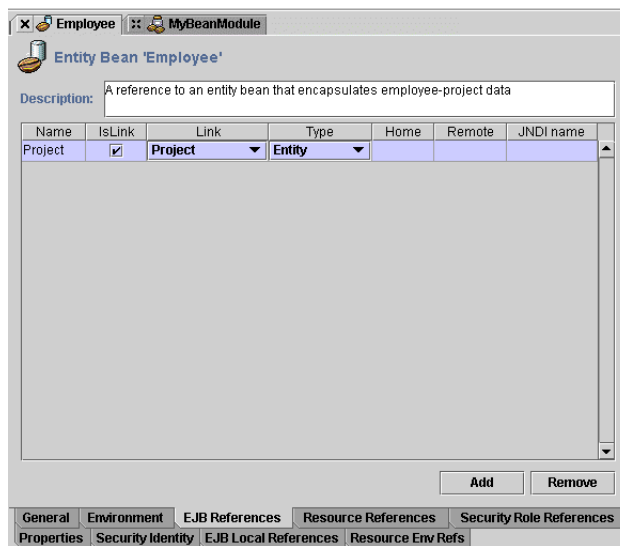 Employee MyBeanModule
Entity Bean 'Employee'
Description: A reference to an entity bean that encapsulates employee-project data
Name IsLink Link Type Home Remote JNDI name
Project Project Entity
Add Remove
General Environment EJB References Resource References Security Role References
Properties Security Identity EJB Local References Resource Env Refs